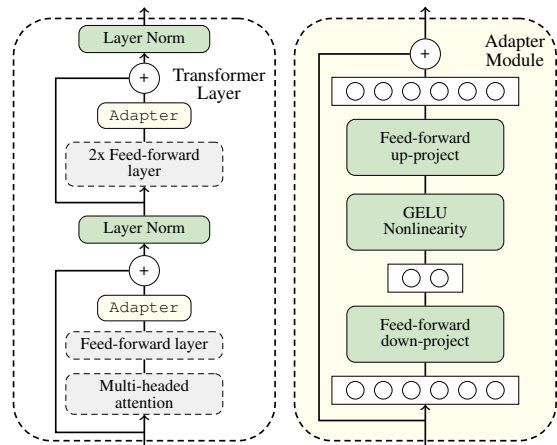 Layer Norm
+
Transformer
Layer
Adapter
2x Feed-forward
layer
Layer Norm
+
Adapter
Feed-forward layer
Multi-headed
attention
Adapter
Module
+
Feed-forward
up-project
GELU
Nonlinearity
Feed-forward
down-project